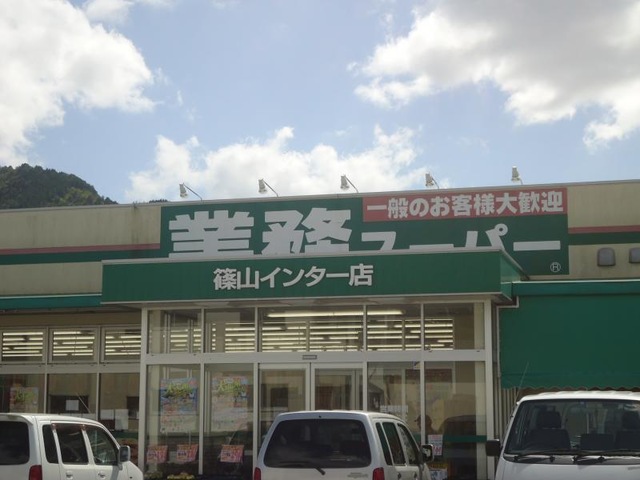 一般のお客様大歓迎
業務スーパー
®
篠山インター店